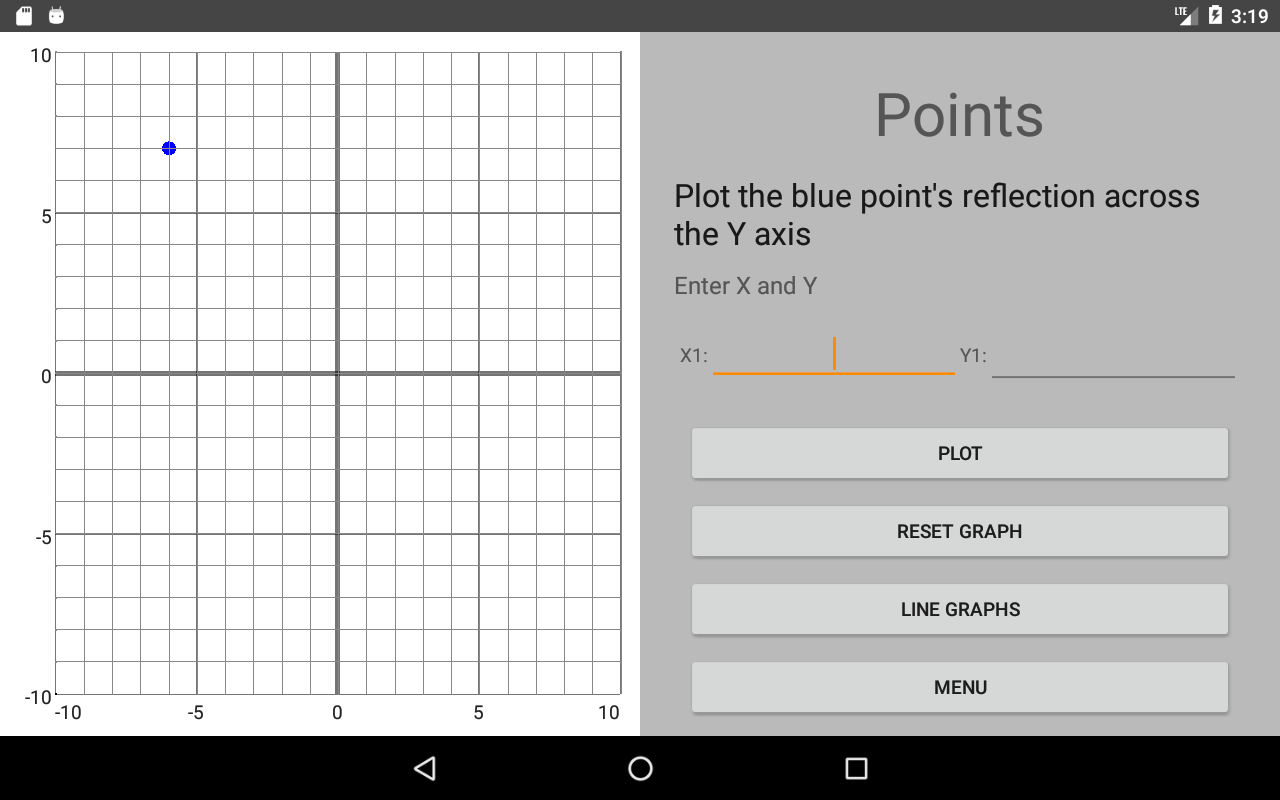 LTE 3:19
10
5
0
-5
-10
-10 -5 0 5 10
Points
Plot the blue point's reflection across
the Y axis
Enter X and Y
X1: Y1:
PLOT
RESET GRAPH
LINE GRAPHS
MENU